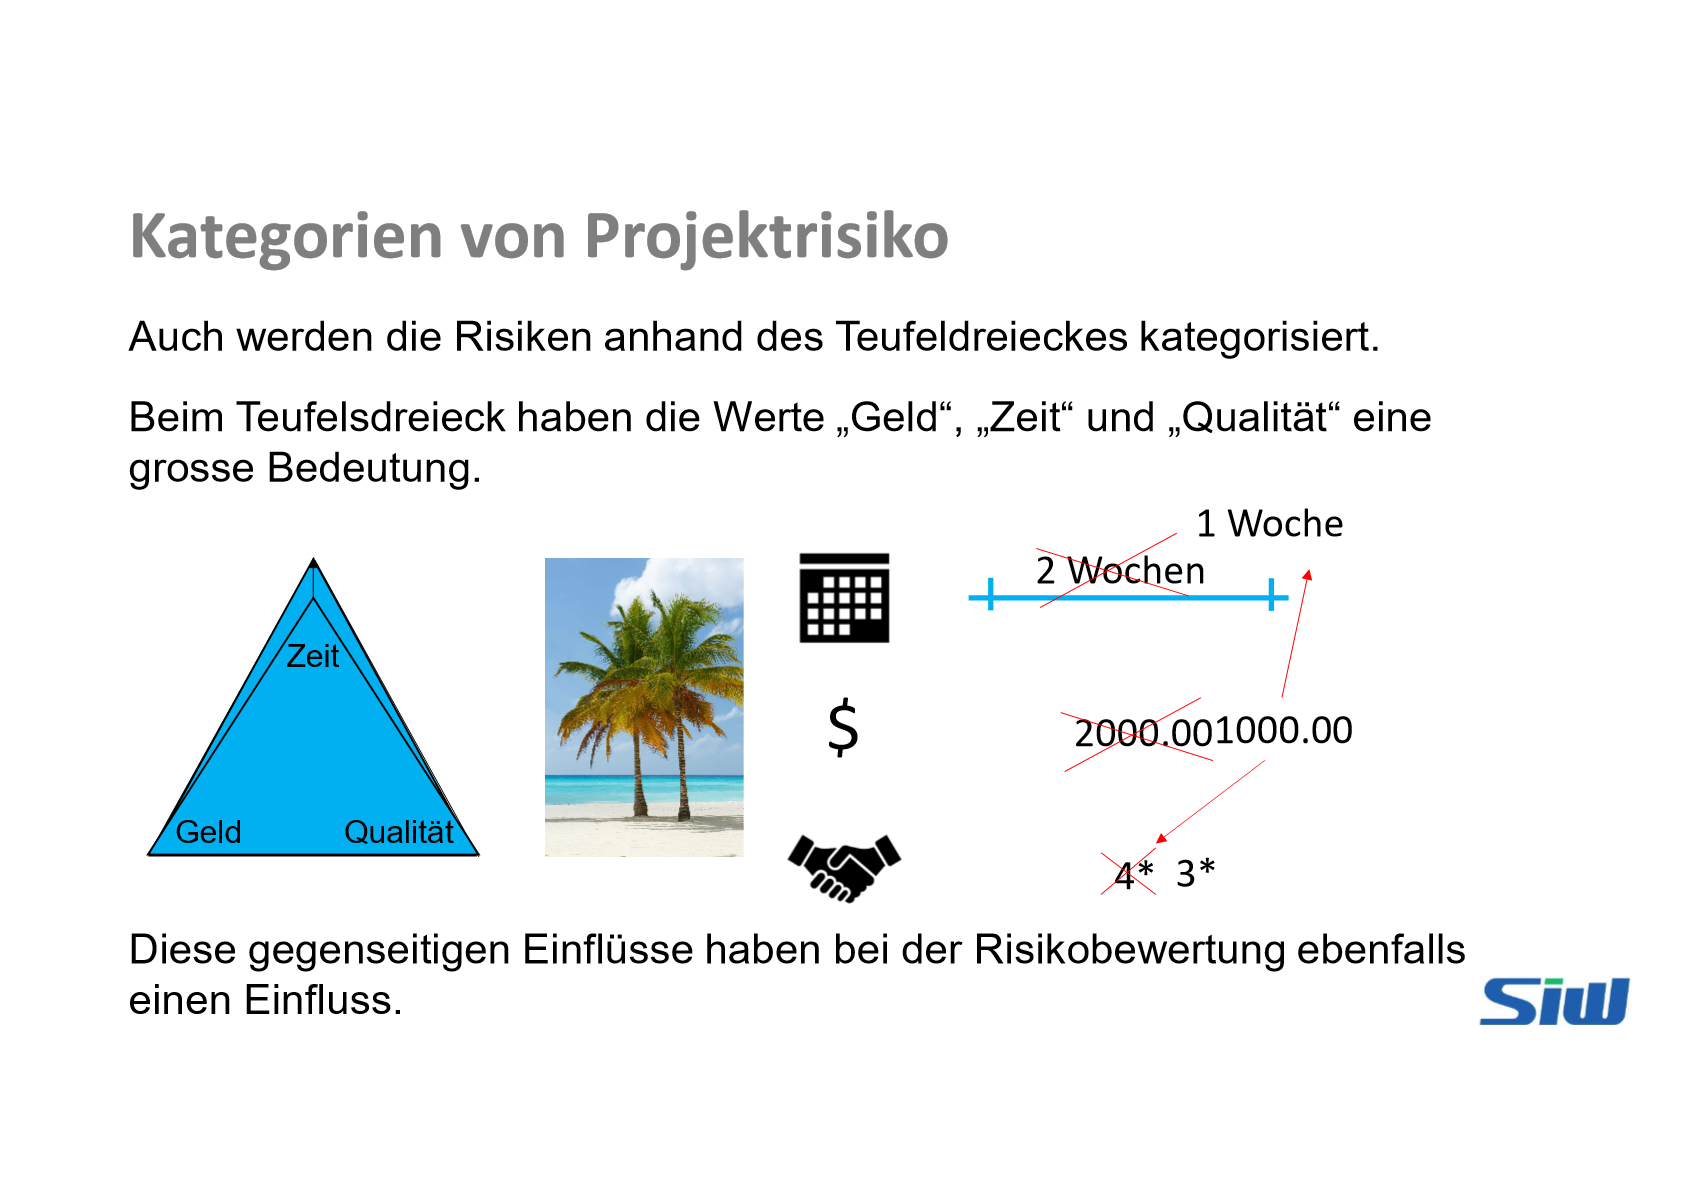 Kategorien von Projektrisiko
Auch werden die Risiken anhand des Teufeldreieckes kategorisiert.
Beim Teufelsdreieck haben die Werte „Geld“, „Zeit“ und „Qualität“ eine
grosse Bedeutung.
1 Woche
2 Wochen
Zeit
Geld
Qualität
$
2000.00 1000.00
4* 3*
Diese gegenseitigen Einflüsse haben bei der Risikobewertung ebenfalls
einen Einfluss.
Siw